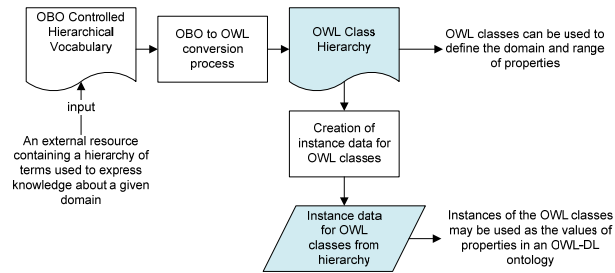 OBO Controlled
Hierarchical
Vocabulary
OBO to OWL
conversion
process
OWL Class
Hierarchy
OWL classes can be used to
define the domain and range
of properties
input
An external resource
containing a hierarchy of
terms used to express
knowledge about a given
domain
Creation of
instance data for
OWL classes
Instance data
for OWL
classes from
hierarchy
Instances of the OWL classes
may be used as the values of
properties in an OWL-DL
ontology